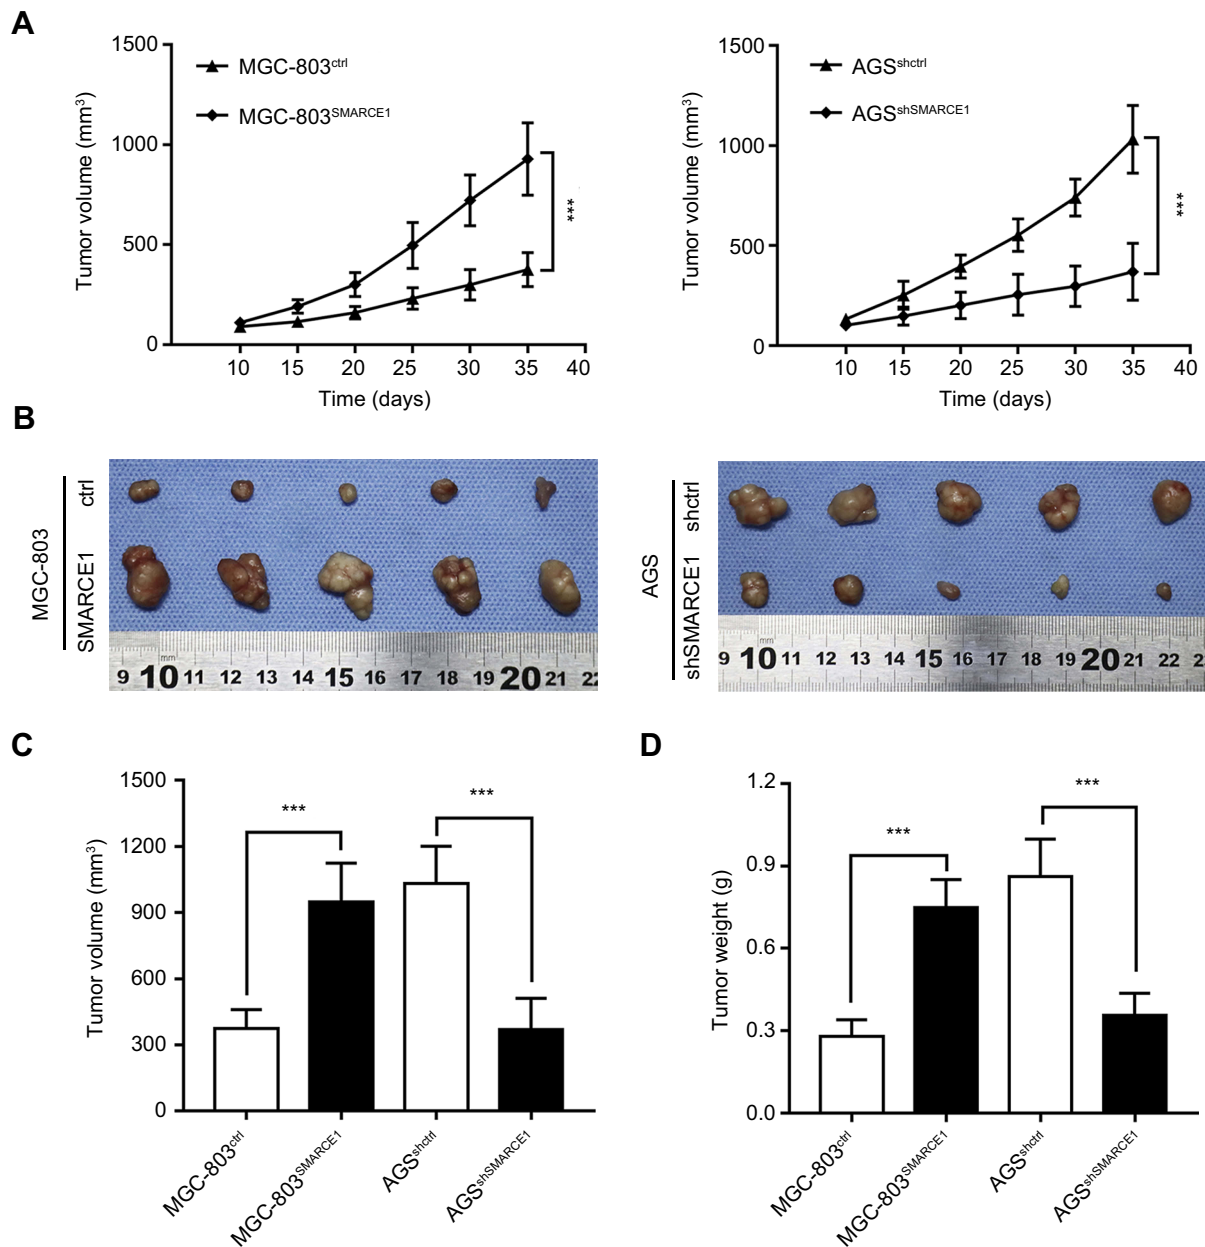 A
1500
1000
500
0
Tumor volume (mm³)
MGC-803ctrl
MGC-803SMARCE1
***
10 15 20 25 30 35 40
Time (days)
1500
1000
500
0
Tumor volume (mm³)
AGSshctrl
AGSshSMARCE1
***
10 15 20 25 30 35 40
Time (days)
B
MGC-803
ctrl
SMARCE1
mm
9 10 11 12 13 14 15 16 17 18 19 20 21 22
AGS
shctrl
shSMARCE1
mm
9 10 11 12 13 14 15 16 17 18 19 20 21 22
C
1500
1200
900
600
300
0
Tumor volume (mm³)
***
***
MGC-803ctrl
MGC-803SMARCE1
AGSshctrl
AGSshSMARCE1
D
1.2
0.9
0.6
0.3
0.0
Tumor weight (g)
***
***
MGC-803ctrl
MGC-803SMARCE1
AGSshctrl
AGSshSMARCE1